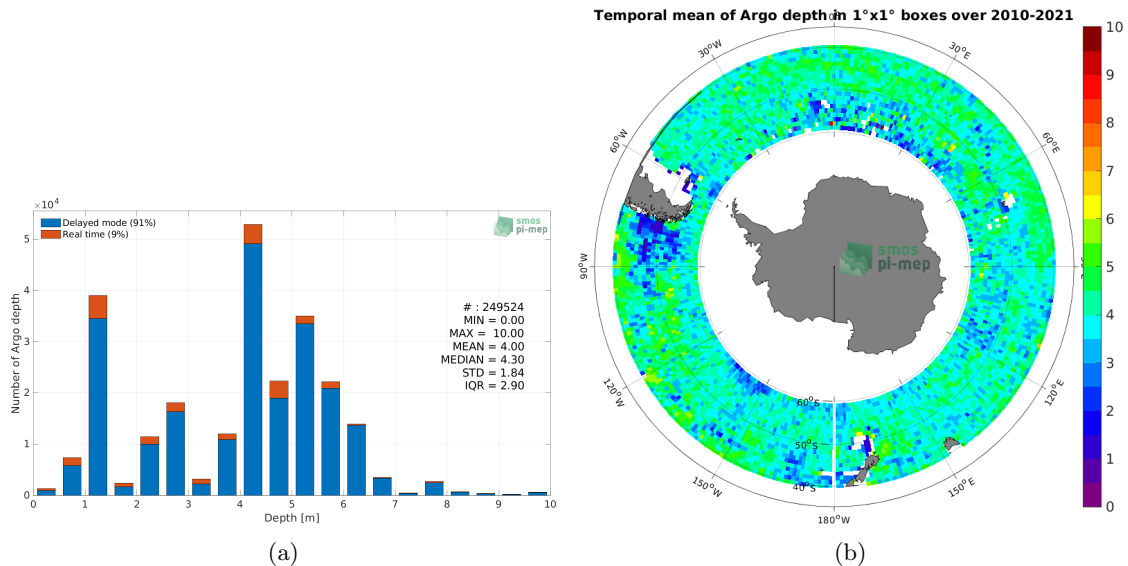 ×10⁴
Delayed mode (91%)
Real time (9%)
smos
pi-mep
Number of Argo depth
5
4
3
2
1
0
# : 249524
MIN = 0.00
MAX = 10.00
MEAN = 4.00
MEDIAN = 4.30
STD = 1.84
IQR = 2.90
0 1 2 3 4 5 6 7 8 9 10
Depth [m]
(a)
Temporal mean of Argo depth in 1°x1° boxes over 2010-2021
30°W
30°E
60°W
60°E
90°W
120°W
120°E
150°W
150°E
180°W
60°S
50°S
40°S
smos
pi-mep
10
9
8
7
6
5
4
3
2
1
0
(b)